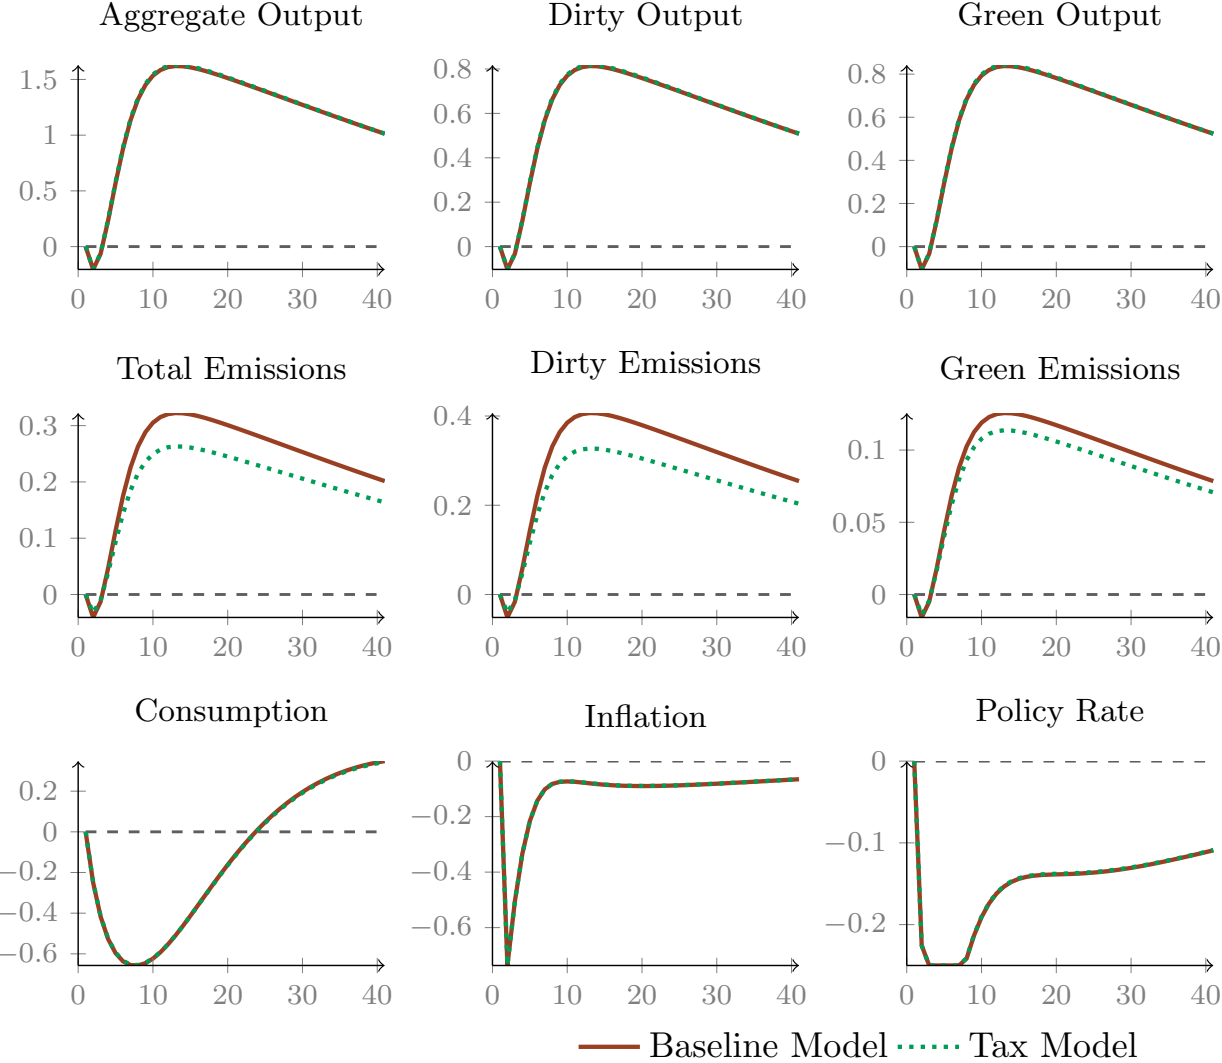 Aggregate Output
Dirty Output
Green Output
1.5
1
0.5
0
0 10 20 30 40
0.8
0.6
0.4
0.2
0
0 10 20 30 40
0.8
0.6
0.4
0.2
0
0 10 20 30 40
Total Emissions
Dirty Emissions
Green Emissions
0.3
0.2
0.1
0
0 10 20 30 40
0.4
0.2
0
0 10 20 30 40
0.1
0.05
0
0 10 20 30 40
Consumption
Inflation
Policy Rate
0.2
0
−0.2
−0.4
−0.6
0 10 20 30 40
0
−0.2
−0.4
−0.6
0 10 20 30 40
0
−0.1
−0.2
0 10 20 30 40
Baseline Model Tax Model